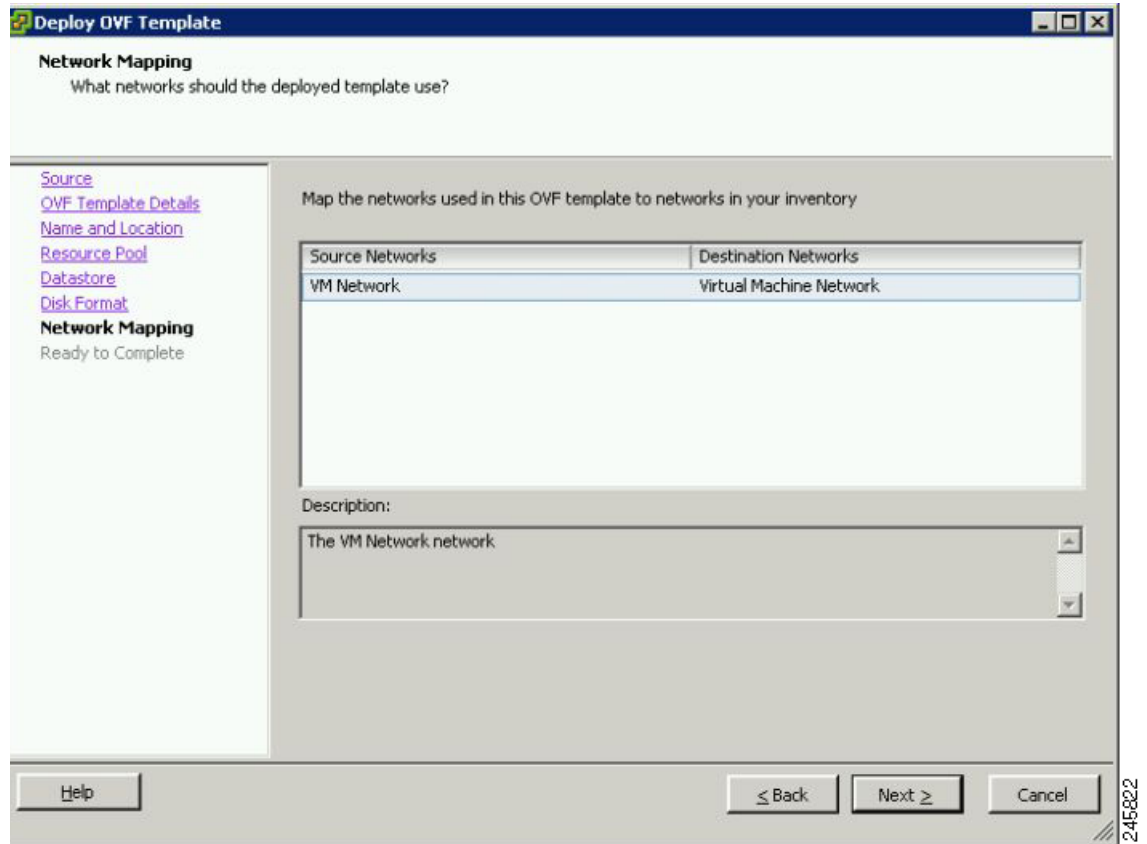 Deploy OVF Template
Network Mapping
What networks should the deployed template use?
Source
OVF Template Details
Name and Location
Resource Pool
Datastore
Disk Format
Network Mapping
Ready to Complete
Map the networks used in this OVF template to networks in your inventory
Source Networks Destination Networks
VM Network Virtual Machine Network
Description:
The VM Network network
Help ≤ Back Next ≥ Cancel
245822